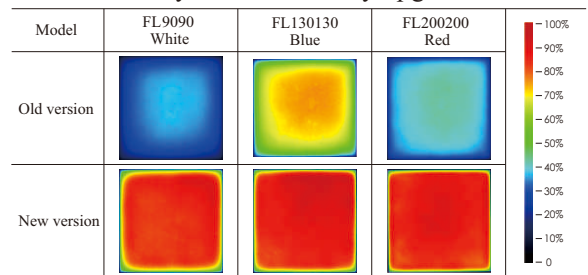 Model
FL9090
White
FL130130
Blue
FL200200
Red
Old version
New version
100%
90%
80%
70%
60%
50%
40%
30%
20%
10%
0